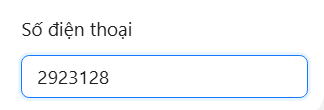 Số điện thoại
2923128